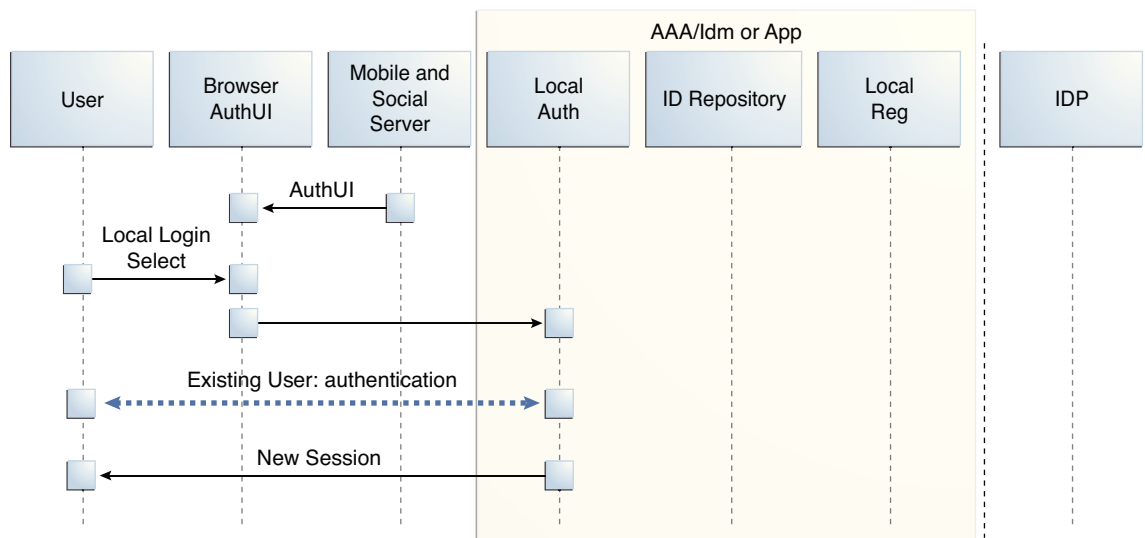 AAA/Idm or App
User
Browser
AuthUI
Mobile and
Social
Server
Local
Auth
ID Repository
Local
Reg
IDP
AuthUI
Local Login
Select
Existing User: authentication
New Session